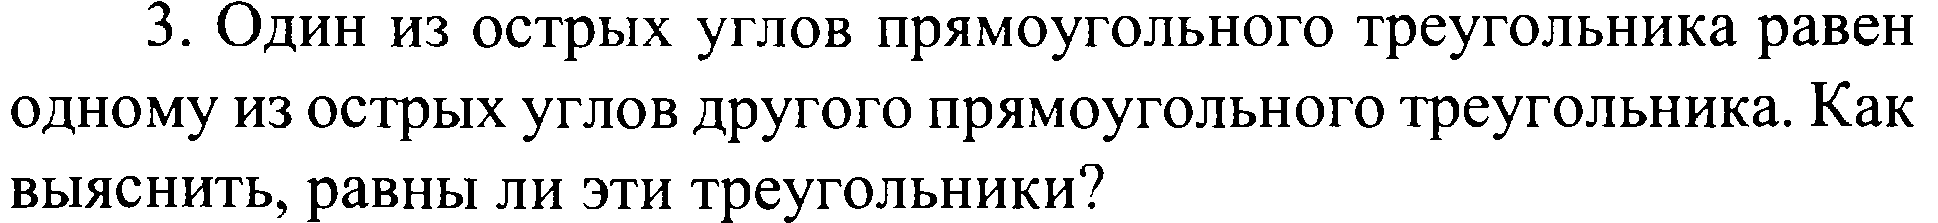 3. Один из острых углов прямоугольного треугольника равен
одному из острых углов другого прямоугольного треугольника. Как
выяснить, равны ли эти треугольники?